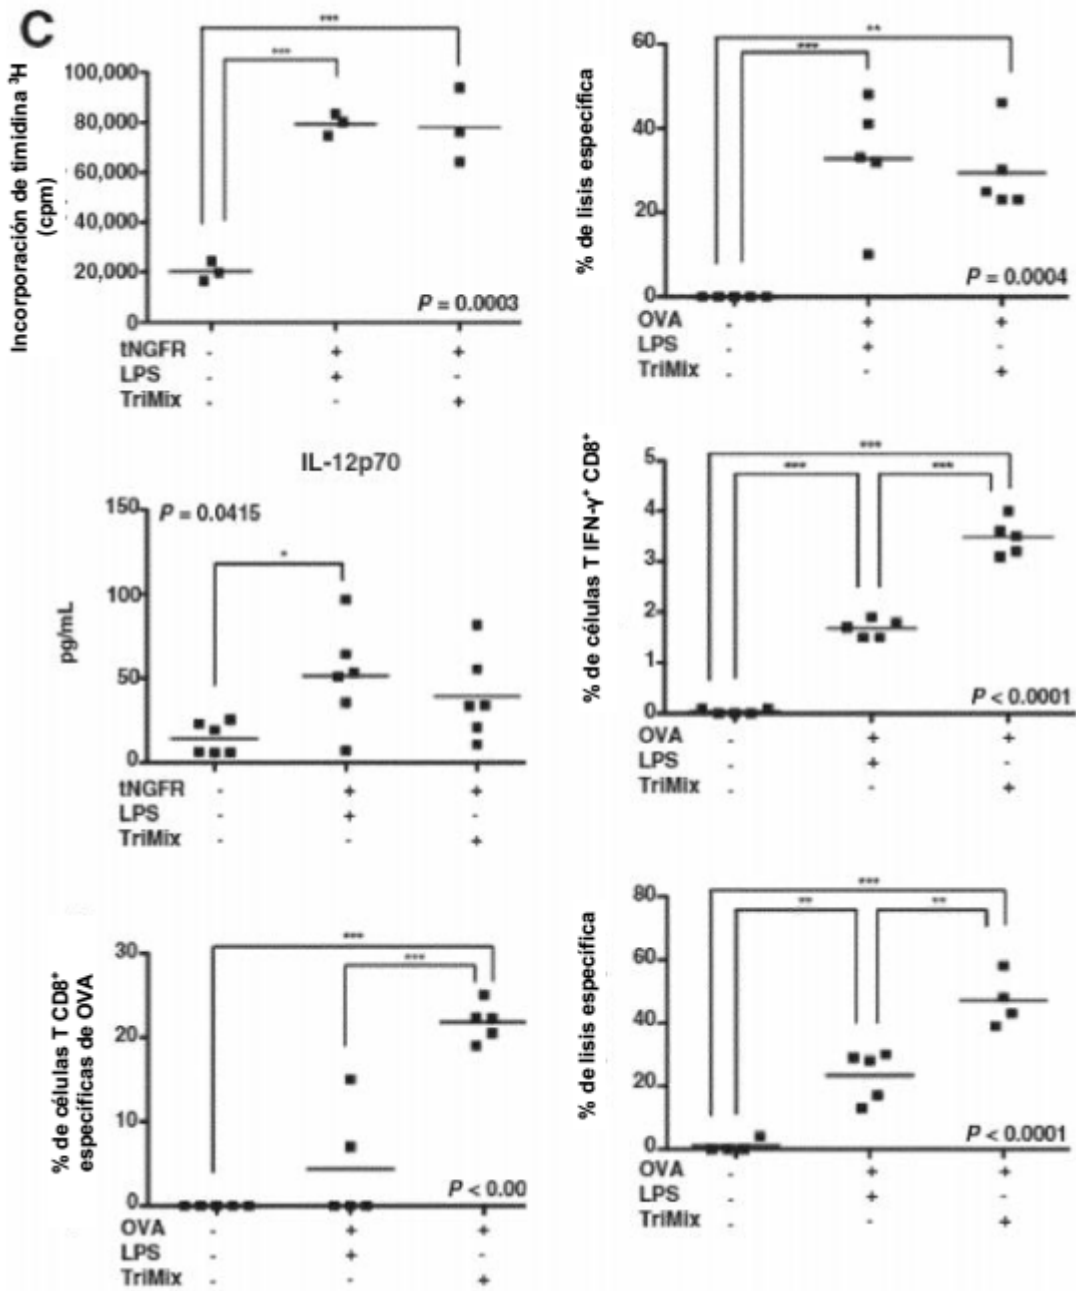 C
Incorporación de timidina ³H
(cpm)
***
***
100,000
80,000
60,000
40,000
20,000
0
P = 0.0003
tNGFR - + +
LPS - + -
TriMix - - +
% de lisis específica
**
***
60
40
20
0
P = 0.0004
OVA - + +
LPS - + -
TriMix - - +
IL-12p70
pg/mL
150
100
50
0
P = 0.0415
*
tNGFR - + +
LPS - + -
TriMix - - +
% de células T IFN-γ⁺ CD8⁺
***
*** ***
5
4
3
2
1
0
P < 0.0001
OVA - + +
LPS - + -
TriMix - - +
% de células T CD8⁺
específicas de OVA
***
***
30
20
10
0
P < 0.00
OVA - + +
LPS - + -
TriMix - - +
% de lisis específica
***
** **
80
60
40
20
0
P < 0.0001
OVA - + +
LPS - + -
TriMix - - +